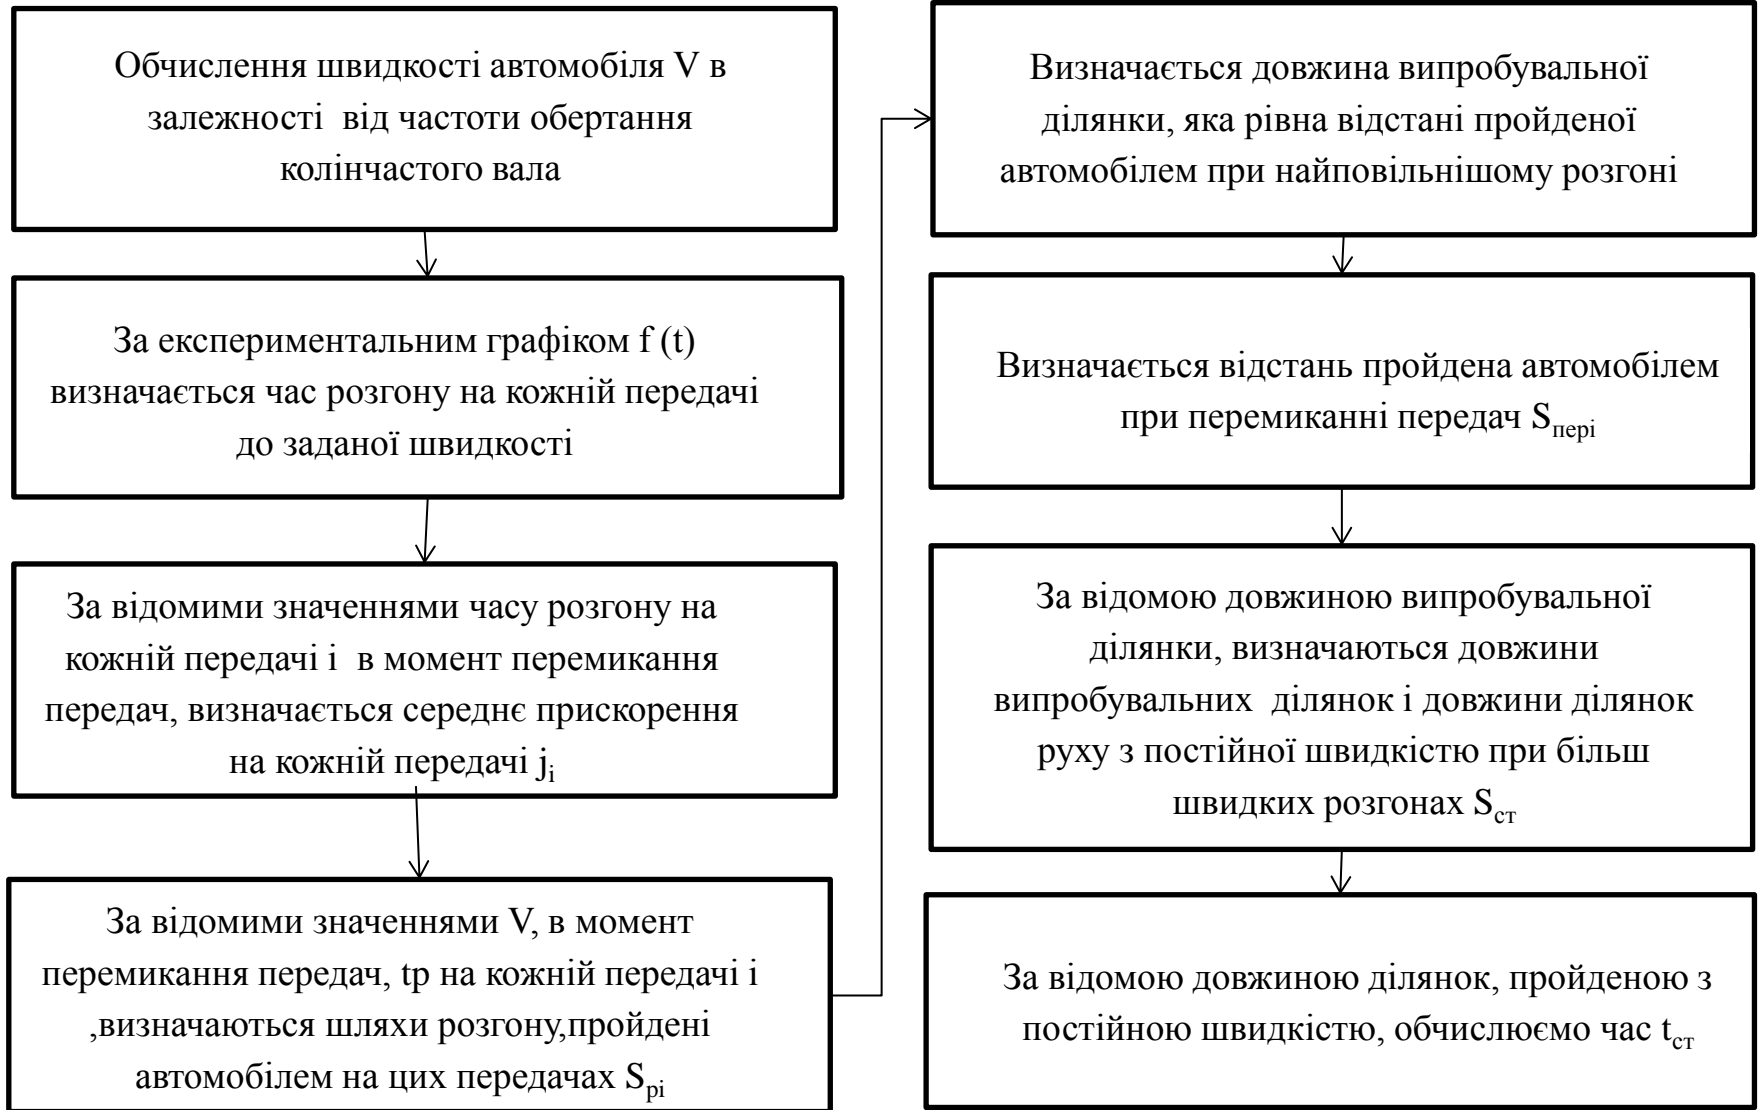 Обчислення швидкості автомобіля V в
залежності від частоти обертання
колінчастого вала
За експериментальним графіком f (t)
визначається час розгону на кожній передачі
до заданої швидкості
За відомими значеннями часу розгону на
кожній передачі і в момент перемикання
передач, визначається середнє прискорення
на кожній передачі jі
За відомими значеннями V, в момент
перемикання передач, tp на кожній передачі і
,визначаються шляхи розгону,пройдені
автомобілем на цих передачах Sрі
Визначається довжина випробувальної
ділянки, яка рівна відстані пройденої
автомобілем при найповільнішому розгоні
Визначається відстань пройдена автомобілем
при перемиканні передач Sпері
За відомою довжиною випробувальної
ділянки, визначаються довжини
випробувальних ділянок і довжини ділянок
руху з постійної швидкістю при більш
швидких розгонах Sст
За відомою довжиною ділянок, пройденою з
постійною швидкістю, обчислюємо час tст